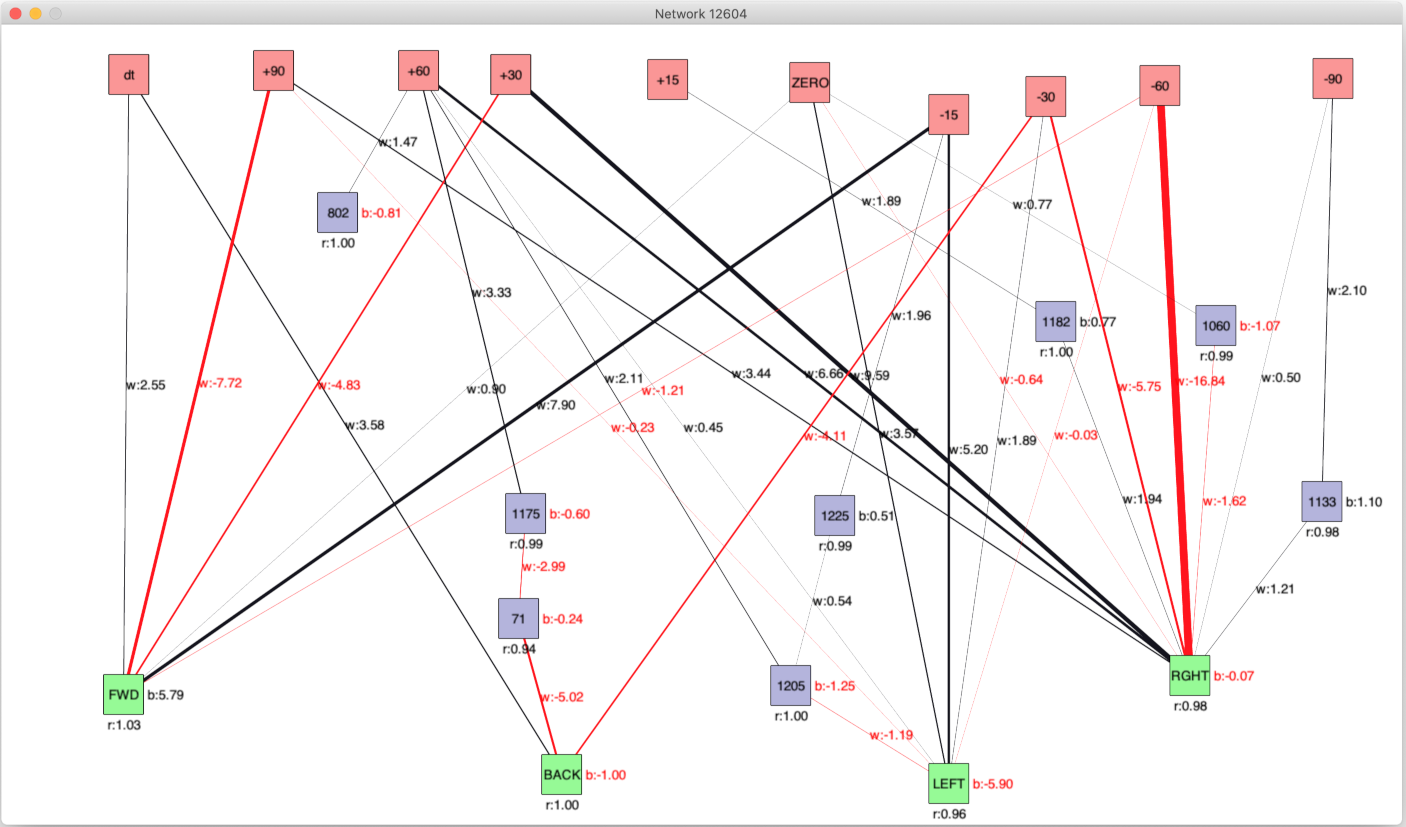 Network 12604
dt
+90
+60
+30
+15
ZERO
-15
-30
-60
-90
w:1.47
802
b:-0.81
r:1.00
w:1.89
w:0.77
w:3.33
w:1.96
w:2.10
1182
b:0.77
r:1.00
1060
b:-1.07
r:0.99
w:2.55
w:-7.72
w:-4.83
w:0.90
w:2.11
w:-1.21
w:3.44
w:6.66
w:9.59
w:-0.64
w:-5.75
w:-16.84
w:0.50
w:7.90
w:3.58
w:-0.23
w:0.45
w:-4.11
w:3.57
w:5.20
w:1.89
w:-0.03
w:1.94
w:-1.62
1175
b:-0.60
r:0.99
1225
b:0.51
r:0.99
1133
b:1.10
r:0.98
w:-2.99
w:0.54
w:1.21
71
b:-0.24
r:0.94
FWD
b:5.79
r:1.03
w:-5.02
1205
b:-1.25
r:1.00
RGHT
b:-0.07
r:0.98
w:-1.19
BACK
b:-1.00
r:1.00
LEFT
b:-5.90
r:0.96